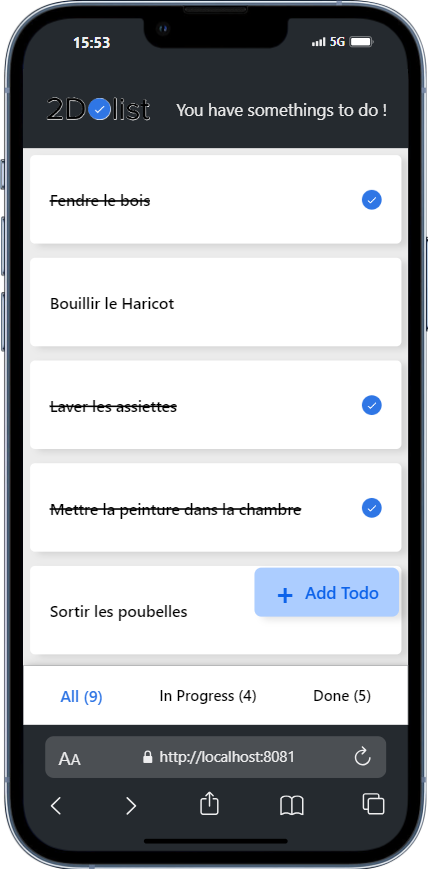 15:53
5G
2D list
You have somethings to do !
Fendre le bois
Bouillir le Haricot
Laver les assiettes
Mettre la peinture dans la chambre
Sortir les poubelles
+ Add Todo
All (9)
In Progress (4)
Done (5)
AA
http://localhost:8081